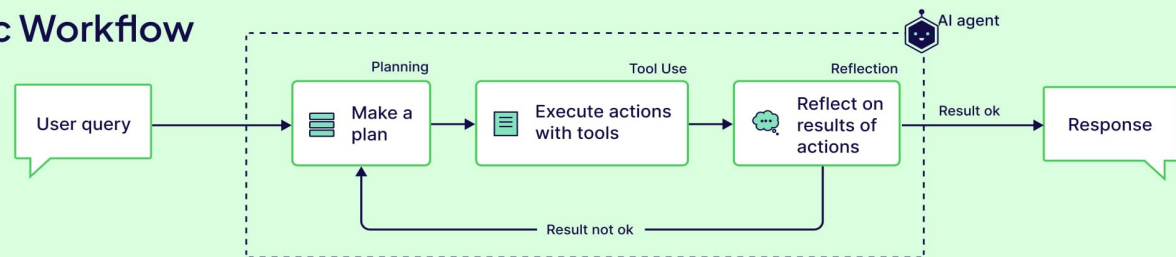 c Workflow
AI agent
Planning
Tool Use
Reflection
User query
Make a
plan
Execute actions
with tools
Reflect on
results of
actions
Result ok
Response
Result not ok